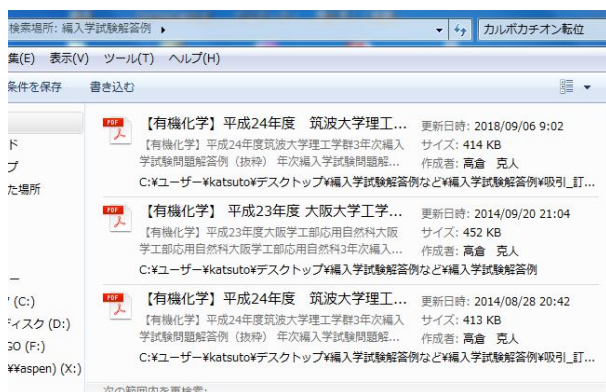 検索場所: 編入学試験解答例
カルボカチオン転位
集(E) 表示(V) ツール(T) ヘルプ(H)
条件を保存 書き込む
【有機化学】平成24年度 筑波大学理工... 更新日時: 2018/09/06 9:02
【有機化学】平成24年度筑波大学理工学群3年次編入 サイズ: 414 KB
学試験問題解答例（抜粋） 年次編入学試験問題解... 作成者: 高倉 克人
C:¥ユーザー¥katsuto¥デスクトップ¥編入学試験解答例など¥編入学試験解答例¥吸引_訂...
【有機化学】 平成23年度 大阪大学工学... 更新日時: 2014/09/20 21:04
【有機化学】平成23年度大阪大学工学部応用自然科大阪 サイズ: 452 KB
学工部応用自然科大阪学工部応用自然科3年次編入... 作成者: 高倉 克人
C:¥ユーザー¥katsuto¥デスクトップ¥編入学試験解答例など¥編入学試験解答例
【有機化学】平成24年度 筑波大学理工... 更新日時: 2014/08/28 20:42
【有機化学】平成24年度筑波大学理工学群3年次編入 サイズ: 413 KB
学試験問題解答例（抜粋） 年次編入学試験問題解... 作成者: 高倉 克人
C:¥ユーザー¥katsuto¥デスクトップ¥編入学試験解答例など¥編入学試験解答例¥吸引_訂...
ド
プ
た場所
(C:)
ィスク (D:)
GO (F:)
¥¥aspen) (X:)
次の範囲内を再検索: